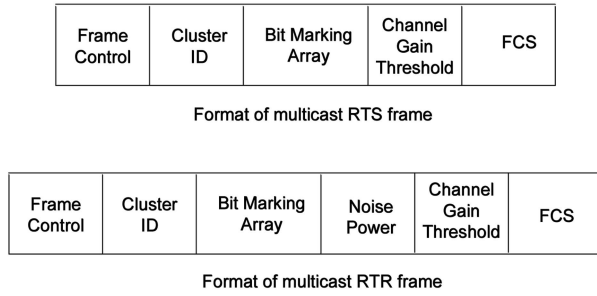 Frame Control
Cluster ID
Bit Marking Array
Channel Gain Threshold
FCS
Format of multicast RTS frame
Frame Control
Cluster ID
Bit Marking Array
Noise Power
Channel Gain Threshold
FCS
Format of multicast RTR frame